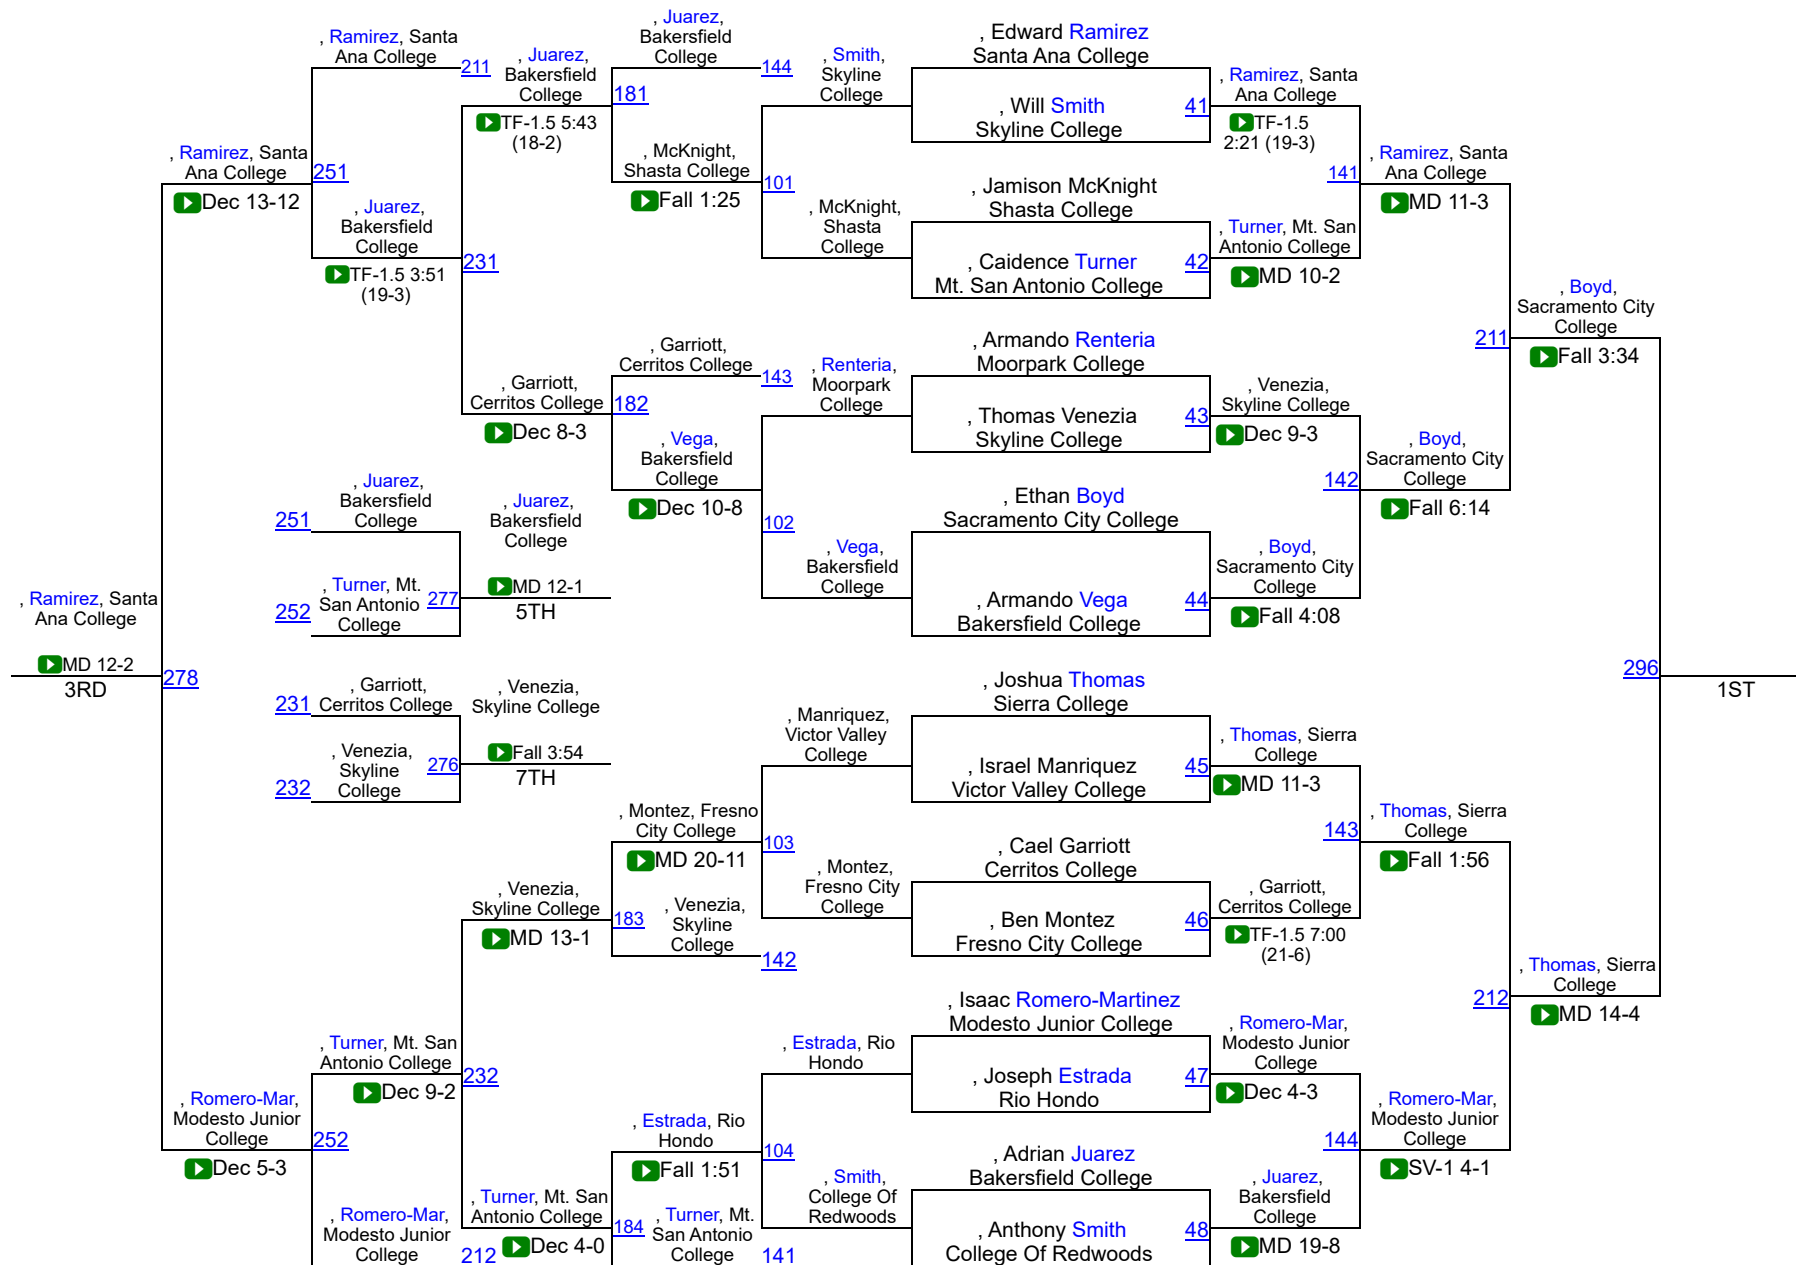 , Ramirez, Santa
Ana College
211
, Juarez,
Bakersfield
College
TF-1.5 5:43
(18-2)
, Juarez,
Bakersfield
College
144
181
, McKnight,
Shasta College
Fall 1:25
101
, Smith,
Skyline
College
, McKnight,
Shasta
College
, Edward Ramirez
Santa Ana College
, Will Smith
Skyline College
41
, Jamison McKnight
Shasta College
, Caidence Turner
Mt. San Antonio College
42
, Ramirez, Santa
Ana College
TF-1.5
2:21 (19-3)
141
, Turner, Mt. San
Antonio College
MD 10-2
, Ramirez, Santa
Ana College
MD 11-3
, Ramirez, Santa
Ana College
Dec 13-12
251
, Juarez,
Bakersfield
College
TF-1.5 3:51
(19-3)
231
, Garriott,
Cerritos College
Dec 8-3
182
, Garriott,
Cerritos College
143
, Vega,
Bakersfield
College
Dec 10-8
102
, Renteria,
Moorpark
College
, Vega,
Bakersfield
College
, Armando Renteria
Moorpark College
, Thomas Venezia
Skyline College
43
, Ethan Boyd
Sacramento City College
, Armando Vega
Bakersfield College
44
, Venezia,
Skyline College
Dec 9-3
142
, Boyd,
Sacramento City
College
Fall 4:08
, Boyd,
Sacramento City
College
Fall 6:14
211
, Boyd,
Sacramento City
College
Fall 3:34
251
, Juarez,
Bakersfield
College
252
, Turner, Mt.
San Antonio
College
277
, Juarez,
Bakersfield
College
MD 12-1
5TH
, Ramirez, Santa
Ana College
MD 12-2
3RD
278
231
, Garriott,
Cerritos College
232
, Venezia,
Skyline
College
276
, Venezia,
Skyline College
Fall 3:54
7TH
296
1ST
, Manriquez,
Victor Valley
College
, Montez, Fresno
City College
MD 20-11
103
, Montez,
Fresno City
College
, Joshua Thomas
Sierra College
, Israel Manriquez
Victor Valley College
45
, Cael Garriott
Cerritos College
, Ben Montez
Fresno City College
46
, Thomas, Sierra
College
MD 11-3
143
, Garriott,
Cerritos College
TF-1.5 7:00
(21-6)
, Thomas, Sierra
College
Fall 1:56
, Venezia,
Skyline College
MD 13-1
183
, Venezia,
Skyline
College
142
, Thomas, Sierra
College
MD 14-4
212
, Turner, Mt. San
Antonio College
Dec 9-2
232
, Estrada, Rio
Hondo
, Isaac Romero-Martinez
Modesto Junior College
, Joseph Estrada
Rio Hondo
47
, Romero-Mar,
Modesto Junior
College
Dec 4-3
, Romero-Mar,
Modesto Junior
College
Dec 5-3
252
, Estrada, Rio
Hondo
Fall 1:51
104
, Smith,
College Of
Redwoods
, Adrian Juarez
Bakersfield College
, Anthony Smith
College Of Redwoods
48
144
, Juarez,
Bakersfield
College
MD 19-8
, Romero-Mar,
Modesto Junior
College
SV-1 4-1
, Romero-Mar,
Modesto Junior
College
212
, Turner, Mt. San
Antonio College
Dec 4-0
184
, Turner, Mt.
San Antonio
College
141